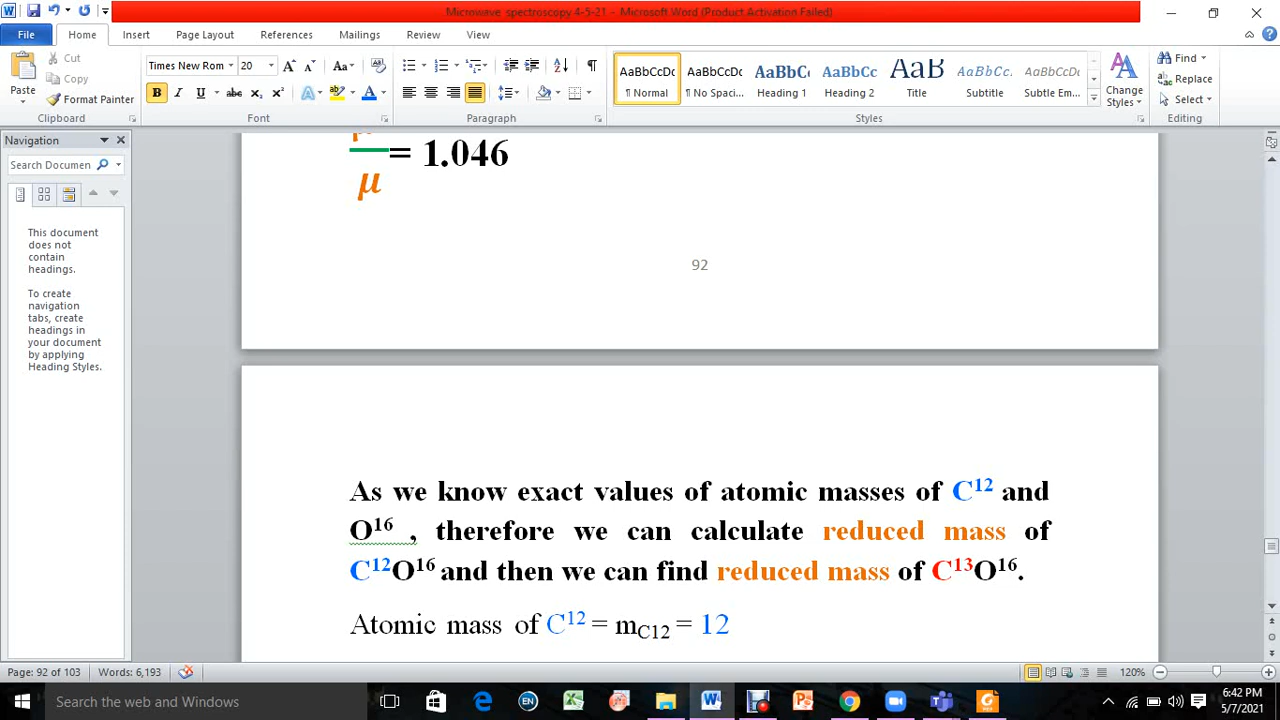 Microwave spectroscopy 4-5-21 - Microsoft Word (Product Activation Failed)
File Home Insert Page Layout References Mailings Review View
Cut
Copy
Format Painter
Paste
Clipboard
Times New Rom 20
Font
Paragraph
AaBbCcDc AaBbCcDc AaBbCc AaBbCc AaB AaBbCc. AaBbCcDc
¶ Normal ¶ No Spaci... Heading 1 Heading 2 Title Subtitle Subtle Em...
Change Styles
Styles
Find
Replace
Select
Editing
Navigation
Search Documen
This document
does not
contain
headings.
To create
navigation
tabs, create
headings in
your document
by applying
Heading Styles.
= 1.046
μ
92
As we know exact values of atomic masses of C¹² and
O¹⁶ , therefore we can calculate reduced mass of
C¹²O¹⁶ and then we can find reduced mass of C¹³O¹⁶.
Atomic mass of C¹² = m_C12 = 12
Page: 92 of 103 Words: 6,193 120%
Search the web and Windows
6:42 PM
5/7/2021